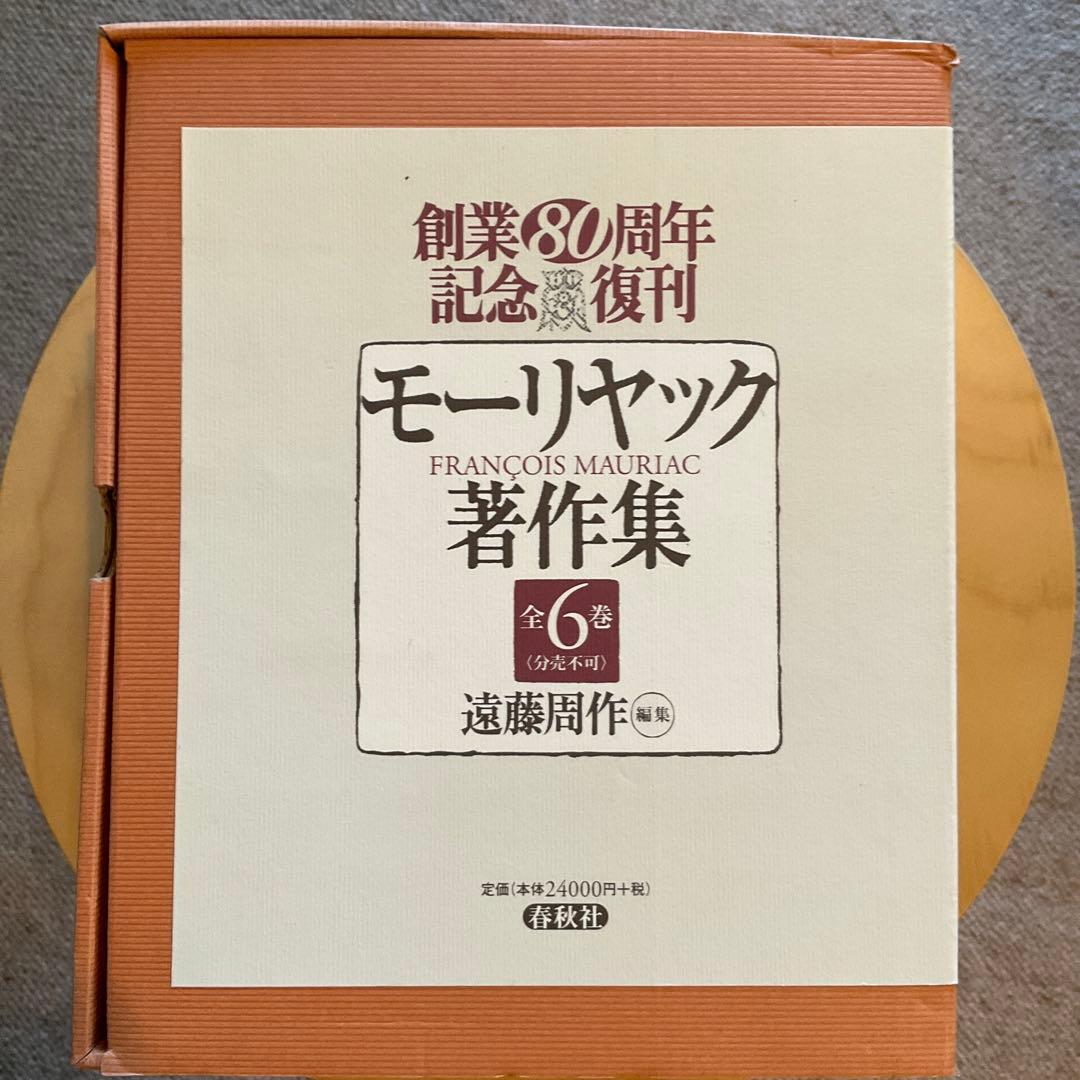 創業80周年
記念復刊
モーリヤック
FRANÇOIS MAURIAC
著作集
全6巻
〈分売不可〉
遠藤周作 編集
定価(本体24000円+税)
春秋社